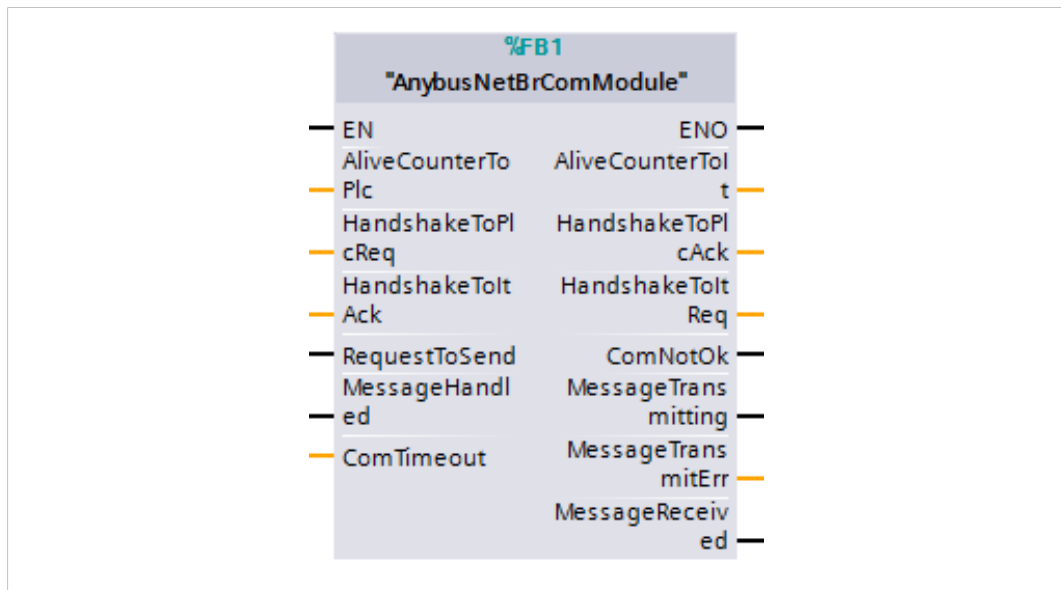 %FB1
"AnybusNetBrComModule"
EN ENO
AliveCounterTo AliveCounterToI
Plc t
HandshakeToPl HandshakeToPl
cReq cAck
HandshakeToIt HandshakeToIt
Ack Req
RequestToSend ComNotOk
MessageHandl MessageTrans
ed mitting
ComTimeout MessageTrans
mitErr
MessageReceiv
ed